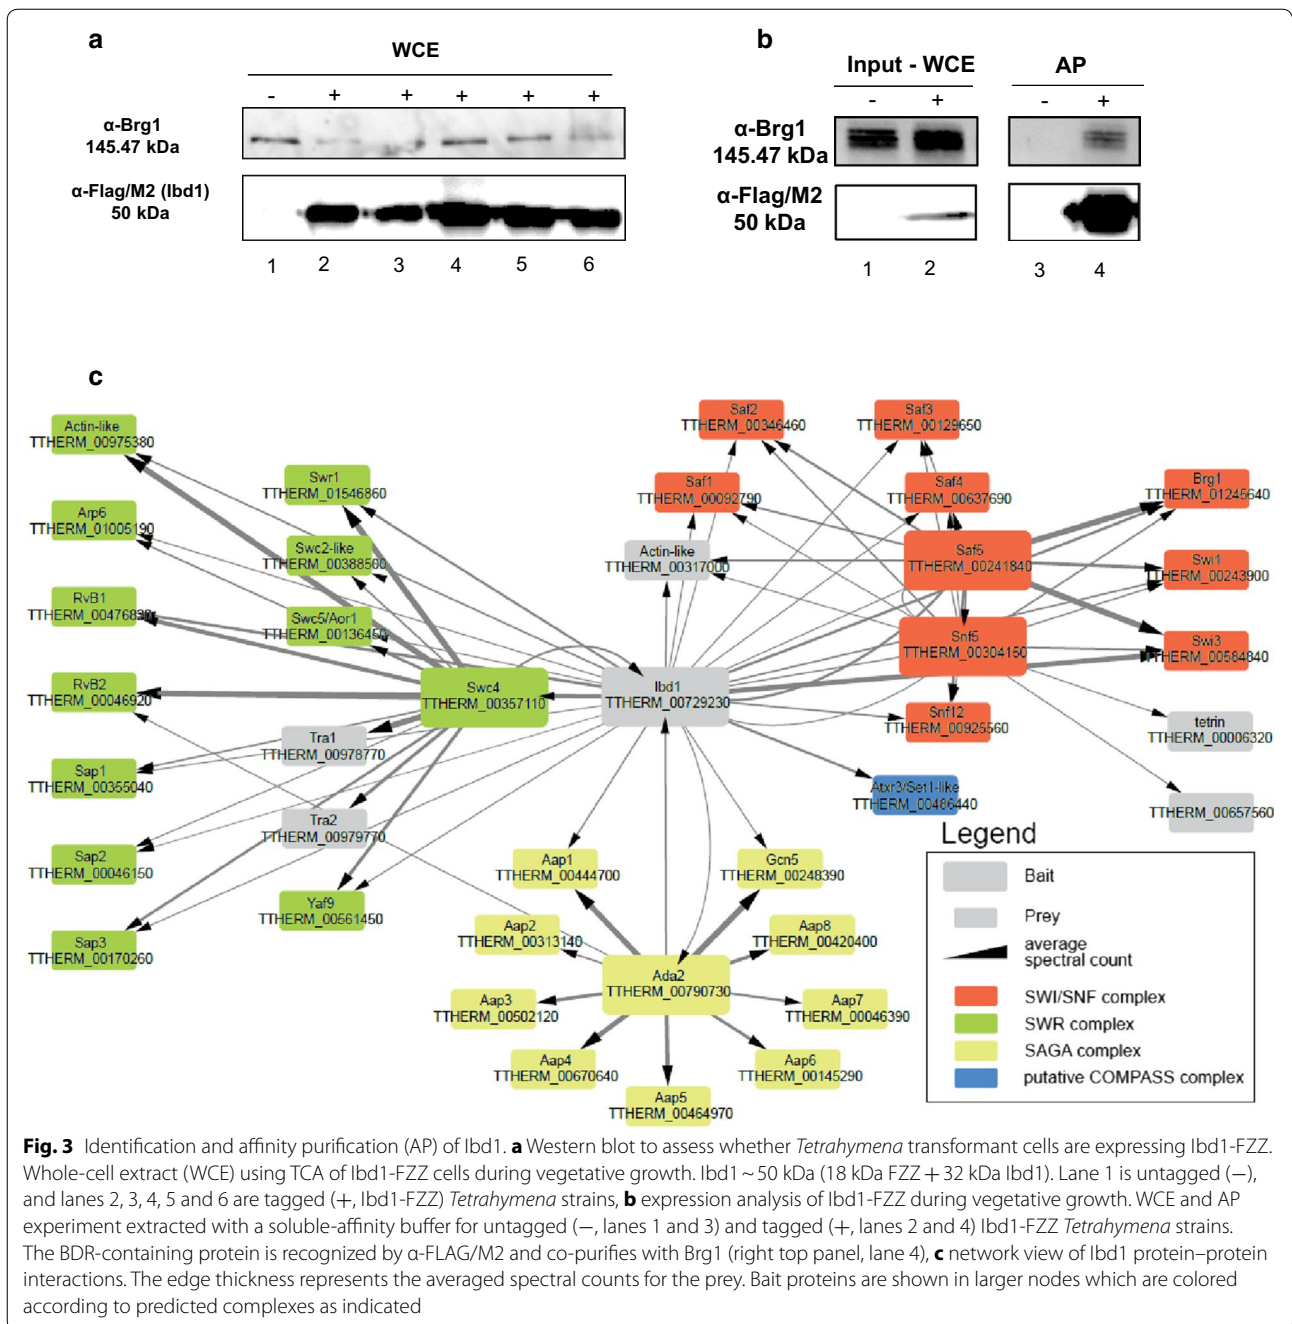 a
WCE
- + + + + +
α-Brg1
145.47 kDa
α-Flag/M2 (Ibd1)
50 kDa
1 2 3 4 5 6
b
Input - WCE AP
- + - +
α-Brg1
145.47 kDa
α-Flag/M2
50 kDa
1 2 3 4
c
Actin-like
TTHERM_00975380
Arp6
TTHERM_01005190
RvB1
TTHERM_00476830
RvB2
TTHERM_00046920
Sap1
TTHERM_00355040
Sap2
TTHERM_00046150
Sap3
TTHERM_00170260
Swr1
TTHERM_01546860
Swc2-like
TTHERM_00388500
Swc5/Aor1
TTHERM_00136450
Swc4
TTHERM_00357110
Tra1
TTHERM_00978770
Tra2
TTHERM_00979770
Yaf9
TTHERM_00561450
Saf2
TTHERM_00346460
Saf3
TTHERM_00129650
Saf1
TTHERM_00092790
Saf4
TTHERM_00637690
Brg1
TTHERM_01245640
Actin-like
TTHERM_00317000
Saf5
TTHERM_00241840
Swi1
TTHERM_00243900
Snf5
TTHERM_00304150
Swi3
TTHERM_00584840
Ibd1
TTHERM_00729230
Snf12
TTHERM_00925560
tetrin
TTHERM_00006320
Atxr3/Set1-like
TTHERM_00486440
TTHERM_00657560
Aap1
TTHERM_00444700
Gcn5
TTHERM_00248390
Aap2
TTHERM_00313140
Aap8
TTHERM_00420400
Ada2
TTHERM_00790730
Aap3
TTHERM_00502120
Aap7
TTHERM_00046390
Aap4
TTHERM_00670640
Aap6
TTHERM_00145290
Aap5
TTHERM_00464970
Legend
Bait
Prey
average
spectral count
SWI/SNF complex
SWR complex
SAGA complex
putative COMPASS complex
Fig. 3 Identification and affinity purification (AP) of Ibd1. a Western blot to assess whether Tetrahymena transformant cells are expressing Ibd1-FZZ.
Whole-cell extract (WCE) using TCA of Ibd1-FZZ cells during vegetative growth. Ibd1 ~ 50 kDa (18 kDa FZZ + 32 kDa Ibd1). Lane 1 is untagged (−),
and lanes 2, 3, 4, 5 and 6 are tagged (+, Ibd1-FZZ) Tetrahymena strains, b expression analysis of Ibd1-FZZ during vegetative growth. WCE and AP
experiment extracted with a soluble-affinity buffer for untagged (−, lanes 1 and 3) and tagged (+, lanes 2 and 4) Ibd1-FZZ Tetrahymena strains.
The BDR-containing protein is recognized by α-FLAG/M2 and co-purifies with Brg1 (right top panel, lane 4), c network view of Ibd1 protein–protein
interactions. The edge thickness represents the averaged spectral counts for the prey. Bait proteins are shown in larger nodes which are colored
according to predicted complexes as indicated